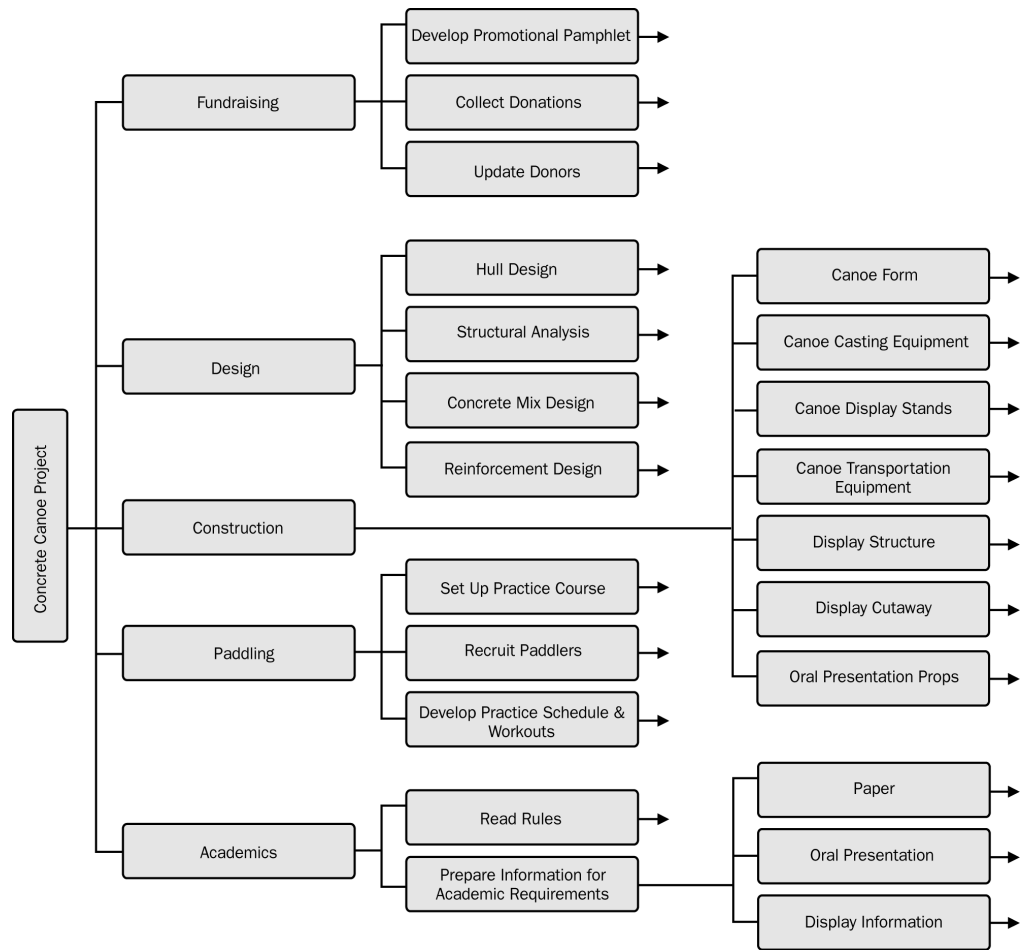 Concrete Canoe Project
Fundraising
Develop Promotional Pamphlet
Collect Donations
Update Donors
Design
Hull Design
Structural Analysis
Concrete Mix Design
Reinforcement Design
Construction
Canoe Form
Canoe Casting Equipment
Canoe Display Stands
Canoe Transportation
Equipment
Display Structure
Display Cutaway
Oral Presentation Props
Paddling
Set Up Practice Course
Recruit Paddlers
Develop Practice Schedule &
Workouts
Academics
Read Rules
Prepare Information for
Academic Requirements
Paper
Oral Presentation
Display Information